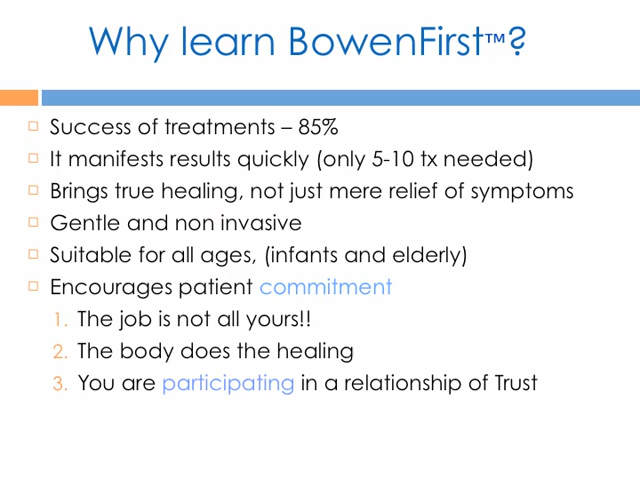 Why learn BowenFirst™?
Success of treatments – 85%
It manifests results quickly (only 5-10 tx needed)
Brings true healing, not just mere relief of symptoms
Gentle and non invasive
Suitable for all ages, (infants and elderly)
Encourages patient commitment
1. The job is not all yours!!
2. The body does the healing
3. You are participating in a relationship of Trust